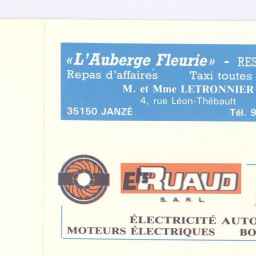 «L'Auberge Fleurie» - RES
Repas d'affaires Taxi toutes
M. et Mme LETRONNIER
4, rue Léon-Thébault
35150 JANZÉ Tél. 9
Ets RUAUD
S.A.R.L.
ÉLECTRICITÉ AUTO
MOTEURS ÉLECTRIQUES BO